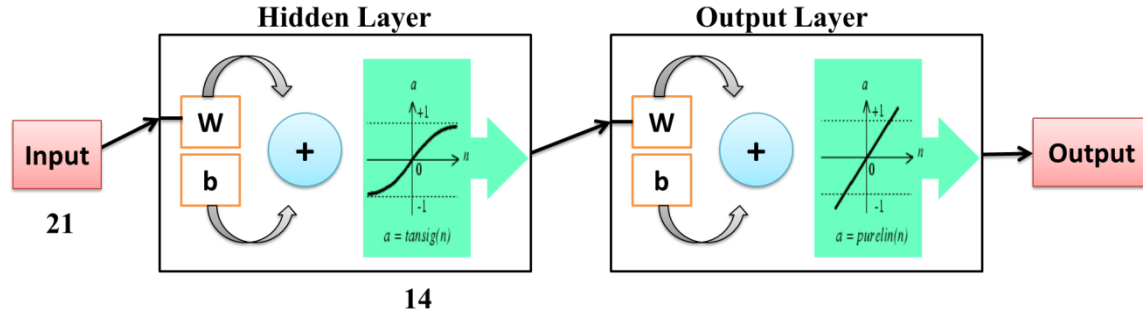 Hidden Layer
Output Layer
Input
21
W
b
+
a
+1
n
0
-1
a = tansig(n)
14
W
b
+
a
+1
n
0
-1
a = purelin(n)
Output